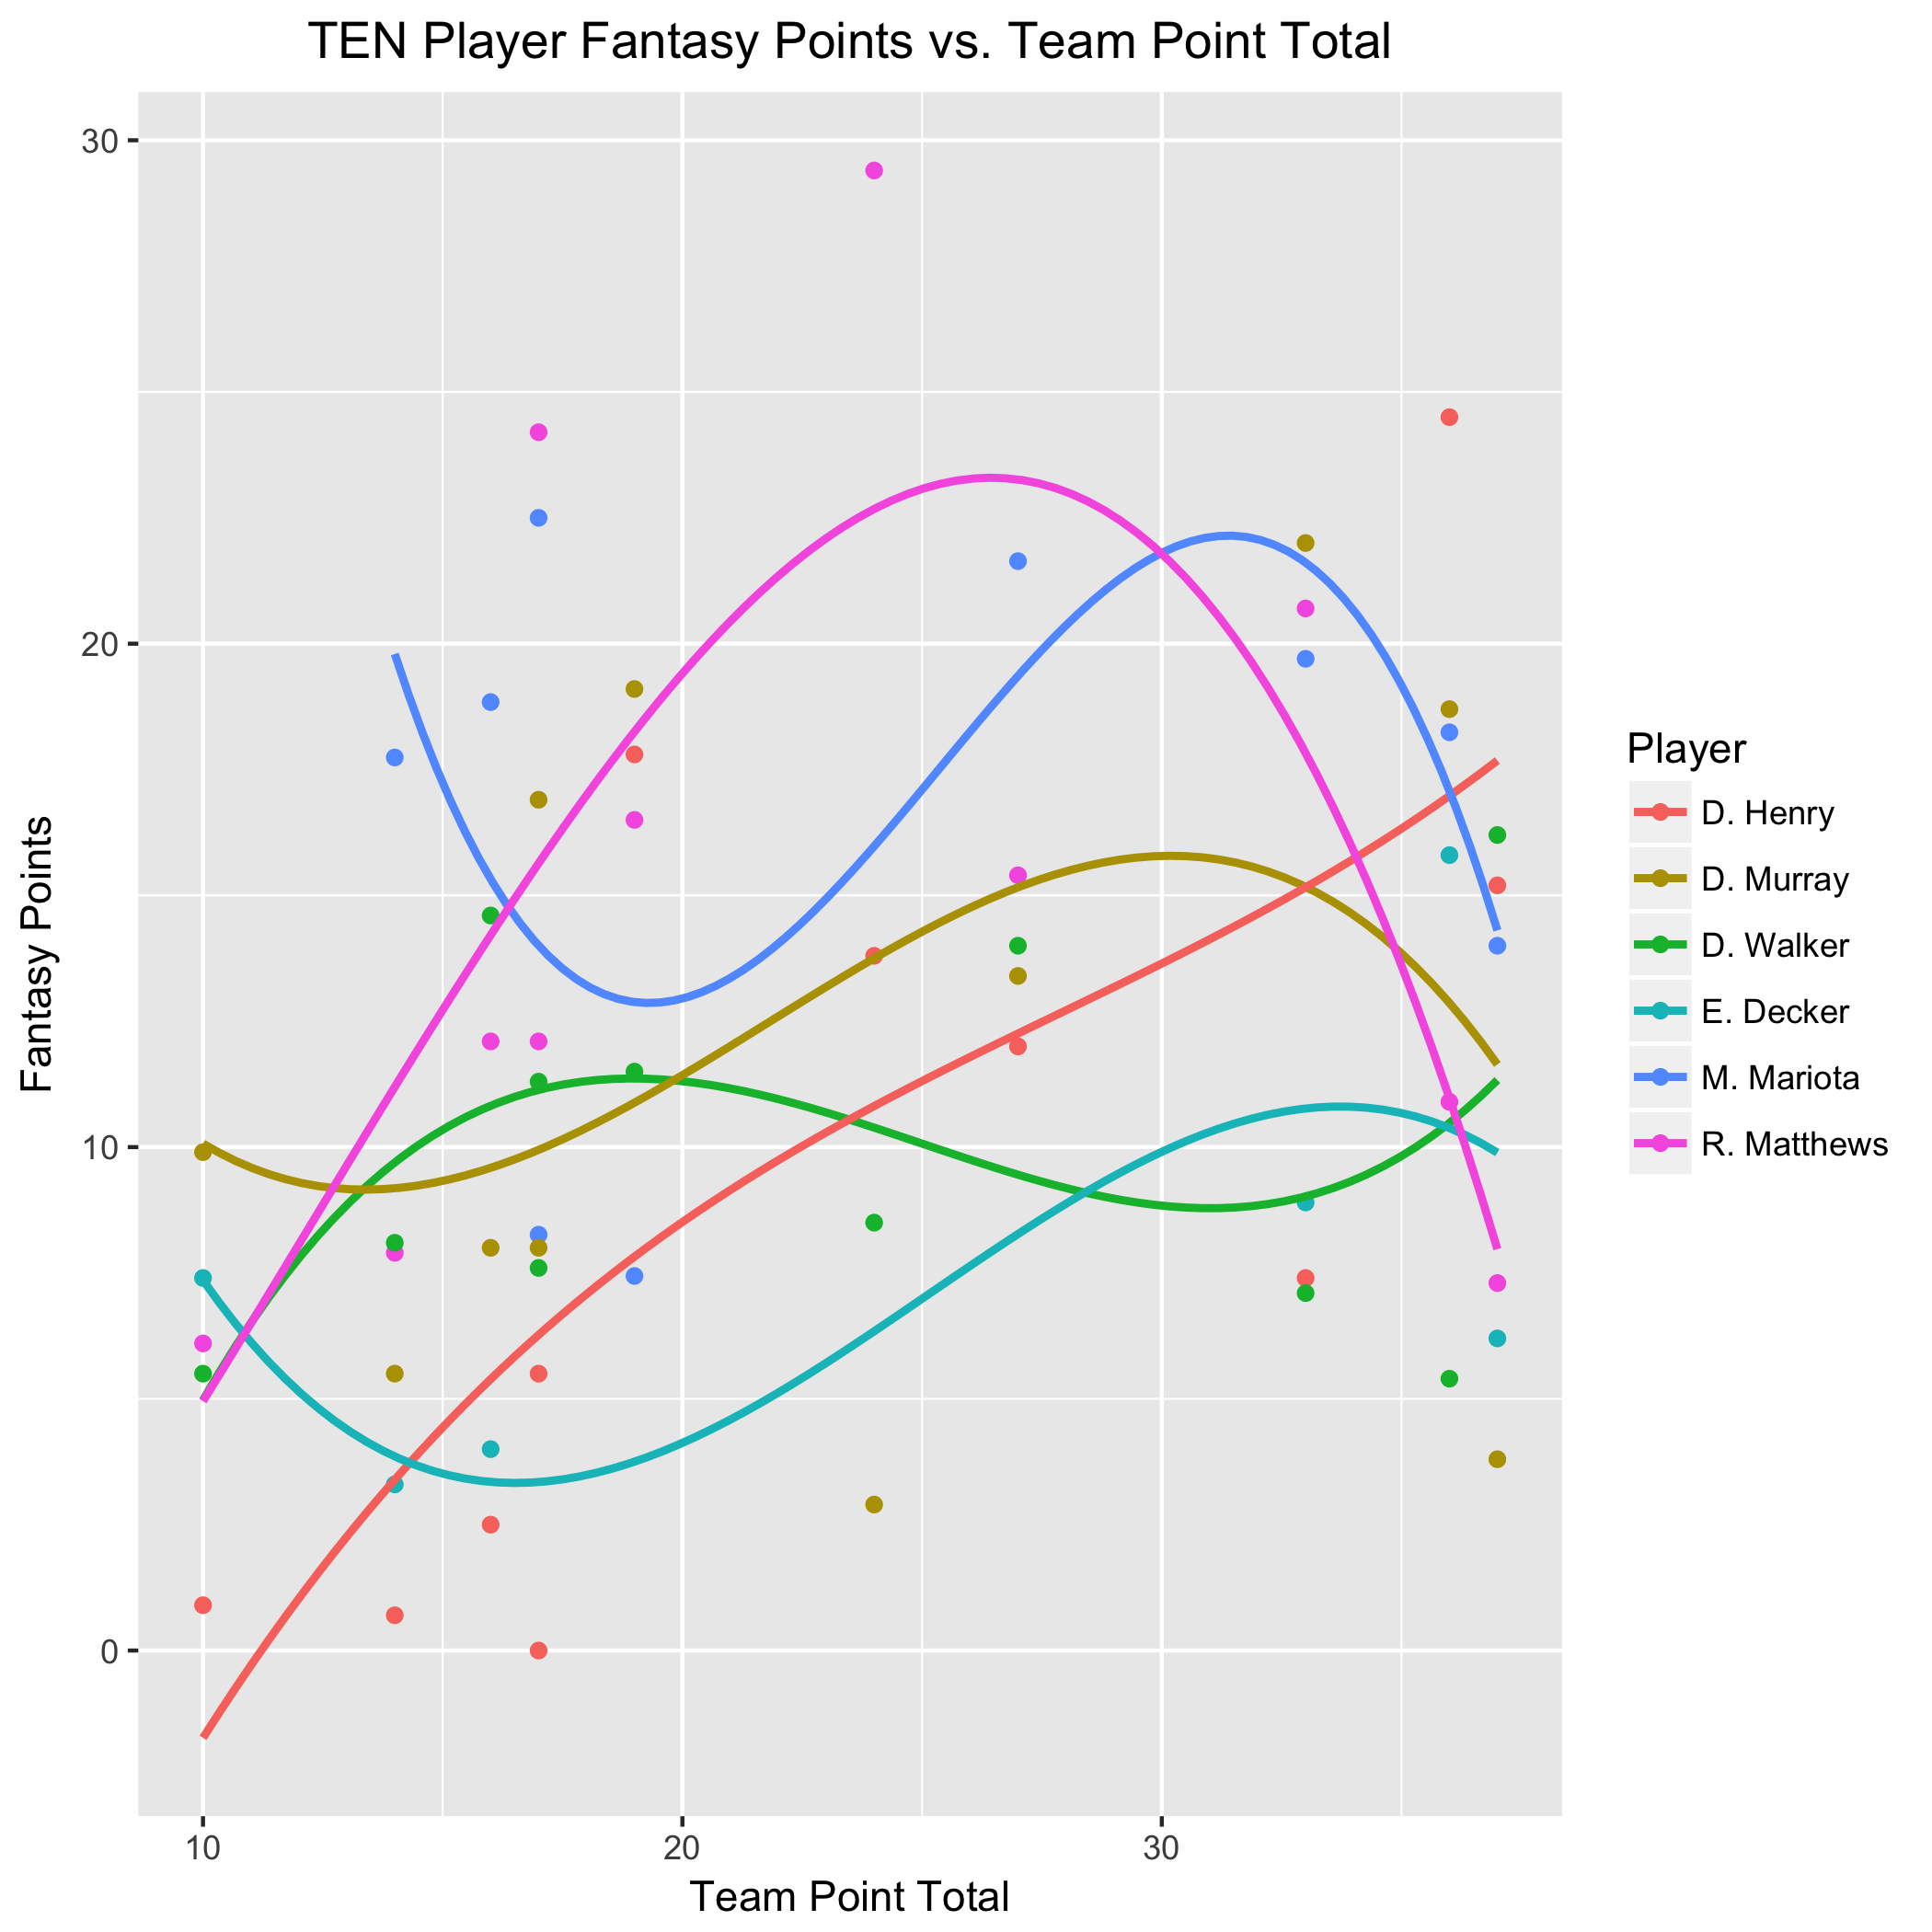 TEN Player Fantasy Points vs. Team Point Total
30
20
10
0
Fantasy Points
10 20 30
Team Point Total
Player
D. Henry
D. Murray
D. Walker
E. Decker
M. Mariota
R. Matthews